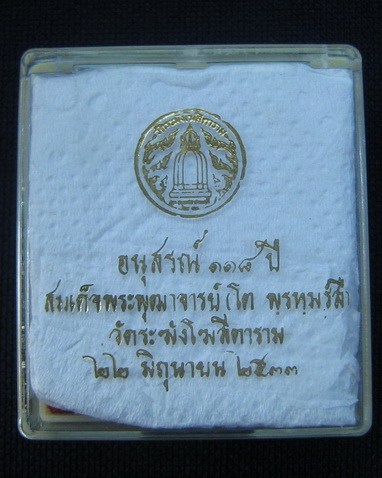 อนุสรณ์ ๑๑๘ ปี
สมเด็จพระพุฒาจารย์ (โต พฺรหฺมรํสี)
วัดระฆังโฆสิตาราม
๒๒ มิถุนายน ๒๕๓๓